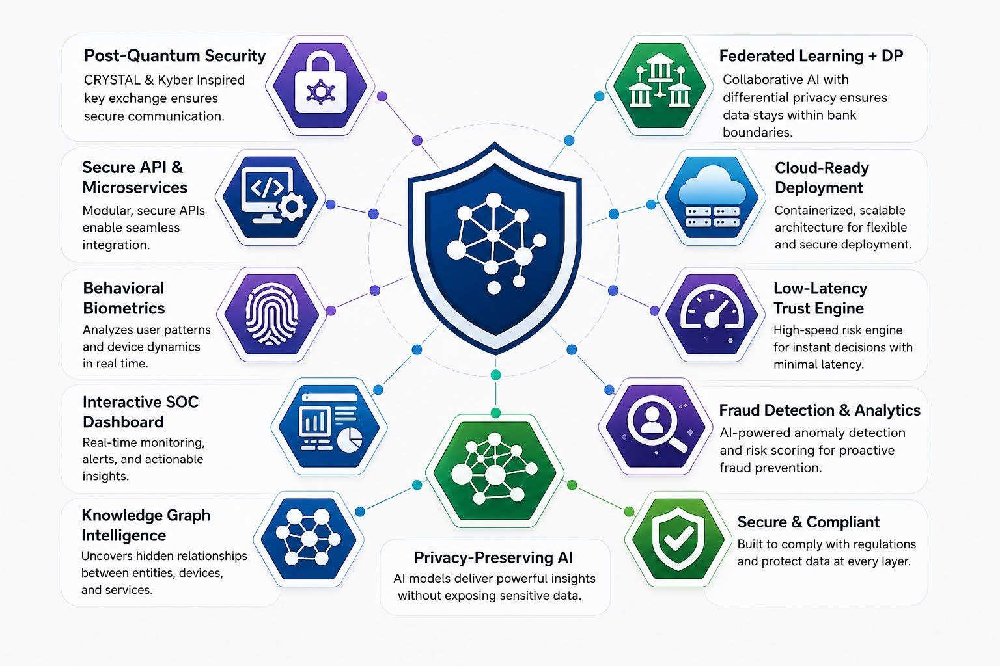 Post-Quantum Security
CRYSTAL & Kyber Inspired
key exchange ensures
secure communication.
Secure API &
Microservices
Modular, secure APIs
enable seamless
integration.
Behavioral
Biometrics
Analyzes user patterns
and device dynamics
in real time.
Interactive SOC
Dashboard
Real-time monitoring,
alerts, and actionable
insights.
Knowledge Graph
Intelligence
Uncovers hidden relationships
between entities, devices,
and services.
Privacy-Preserving AI
AI models deliver powerful insights
without exposing sensitive data.
Federated Learning + DP
Collaborative AI with
differential privacy ensures
data stays within bank
boundaries.
Cloud-Ready
Deployment
Containerized, scalable
architecture for flexible
and secure deployment.
Low-Latency
Trust Engine
High-speed risk engine
for instant decisions with
minimal latency.
Fraud Detection & Analytics
AI-powered anomaly detection
and risk scoring for proactive
fraud prevention.
Secure & Compliant
Built to comply with regulations
and protect data at every layer.